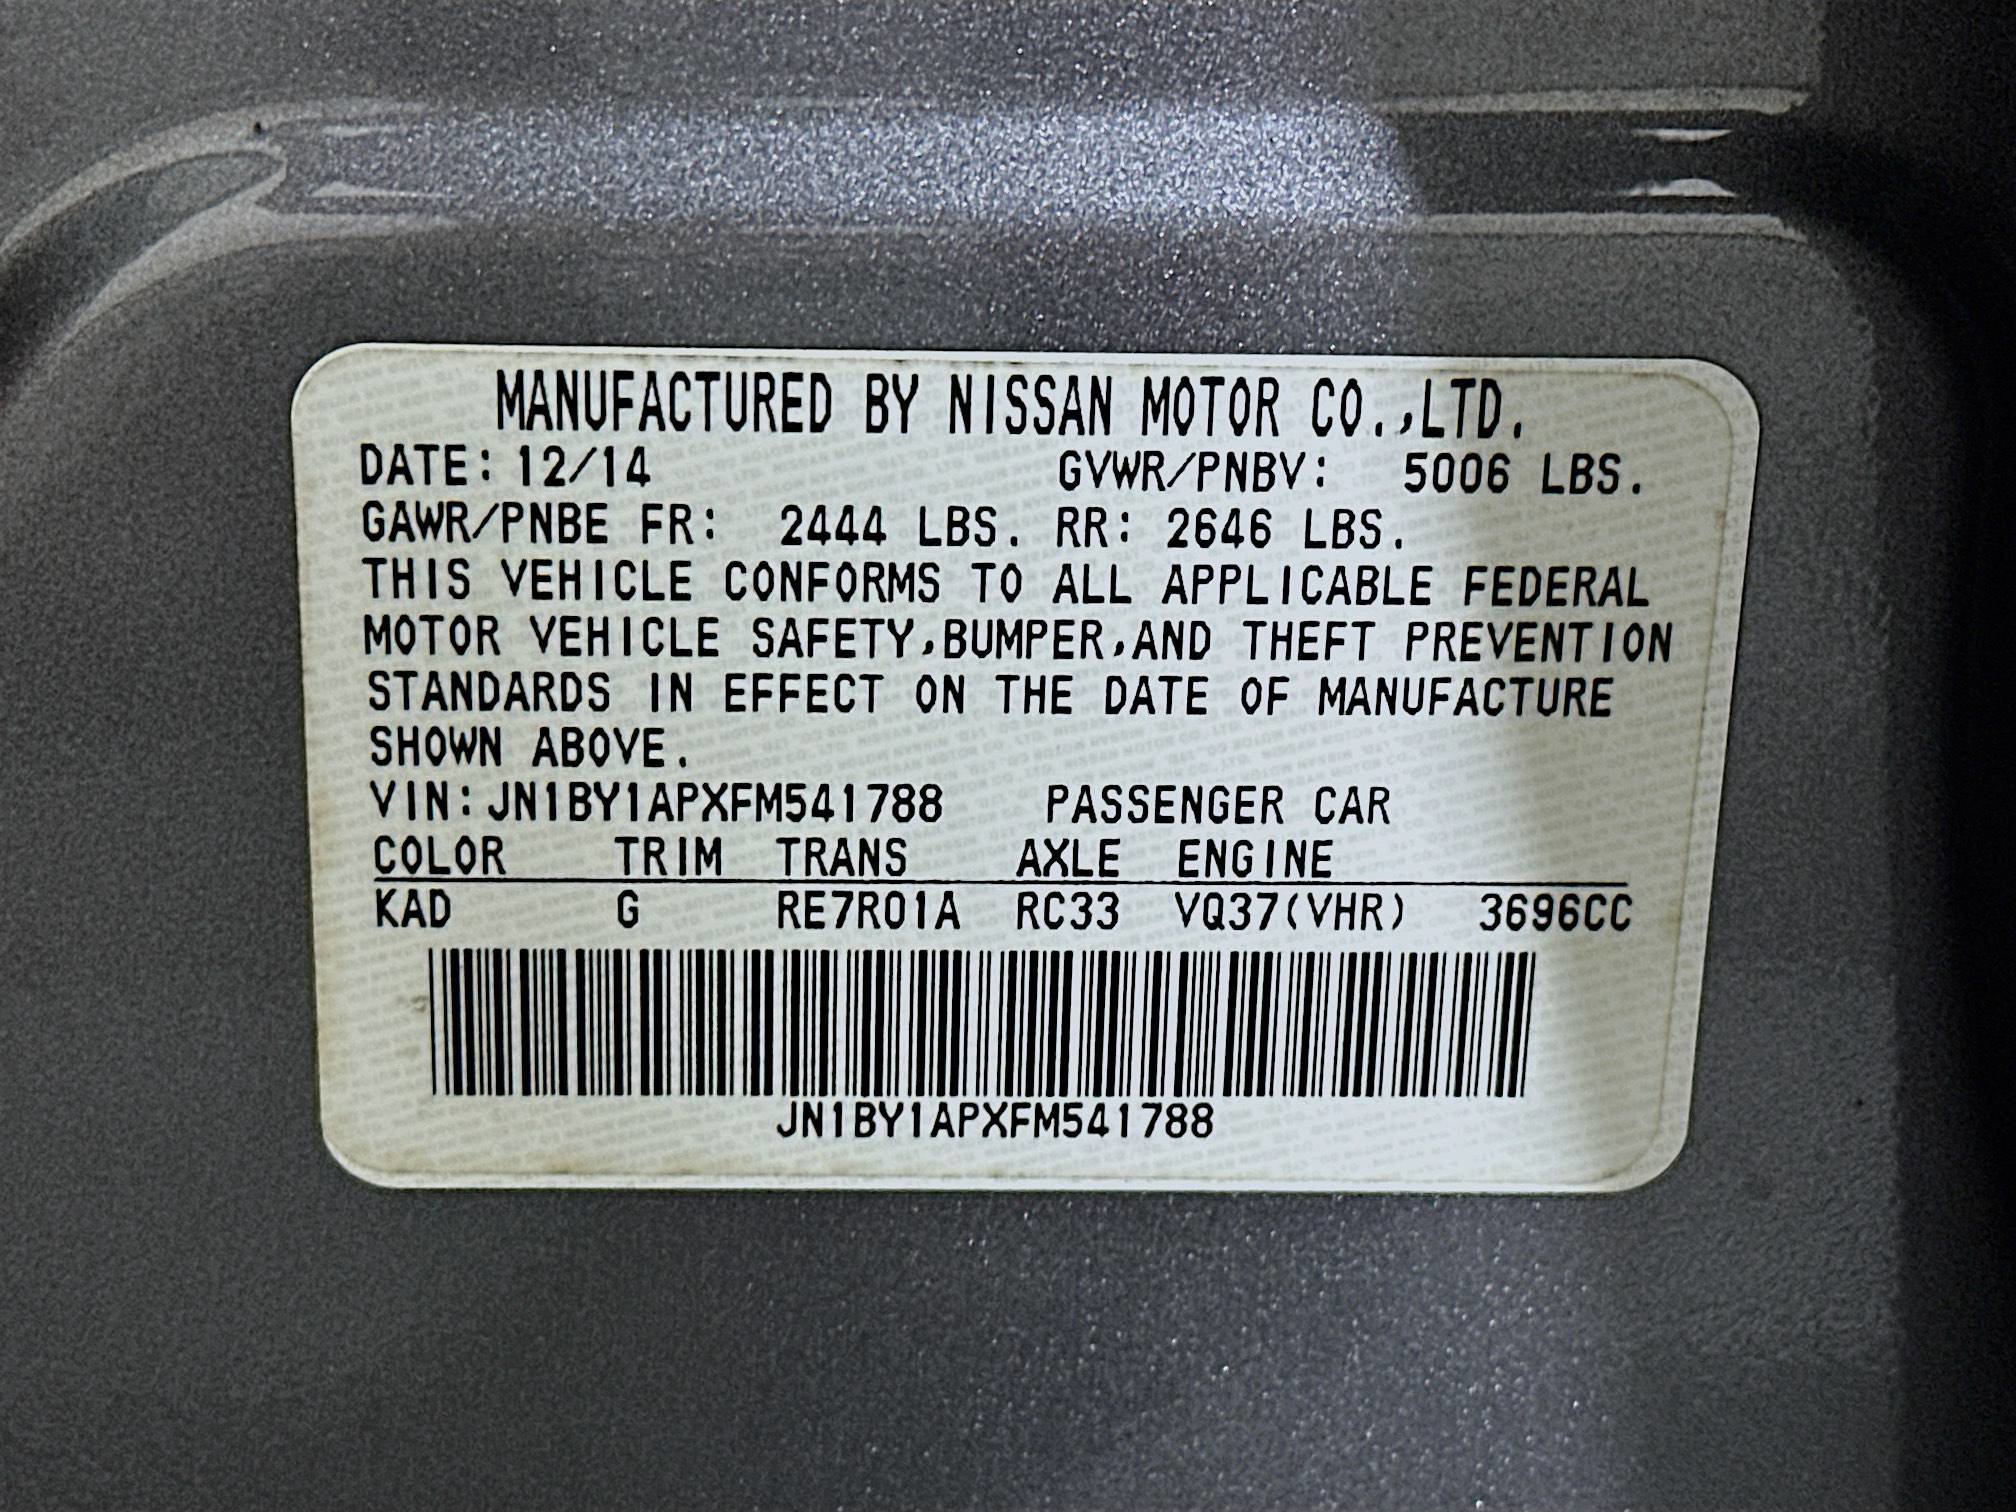 MANUFACTURED BY NISSAN MOTOR CO.,LTD.
DATE: 12/14 GVWR/PNBV: 5006 LBS.
GAWR/PNBE FR: 2444 LBS. RR: 2646 LBS.
THIS VEHICLE CONFORMS TO ALL APPLICABLE FEDERAL
MOTOR VEHICLE SAFETY,BUMPER,AND THEFT PREVENTION
STANDARDS IN EFFECT ON THE DATE OF MANUFACTURE
SHOWN ABOVE.
VIN: JN1BY1APXFM541788 PASSENGER CAR
COLOR TRIM TRANS AXLE ENGINE
KAD G RE7R01A RC33 VQ37(VHR) 3696CC
JN1BY1APXFM541788